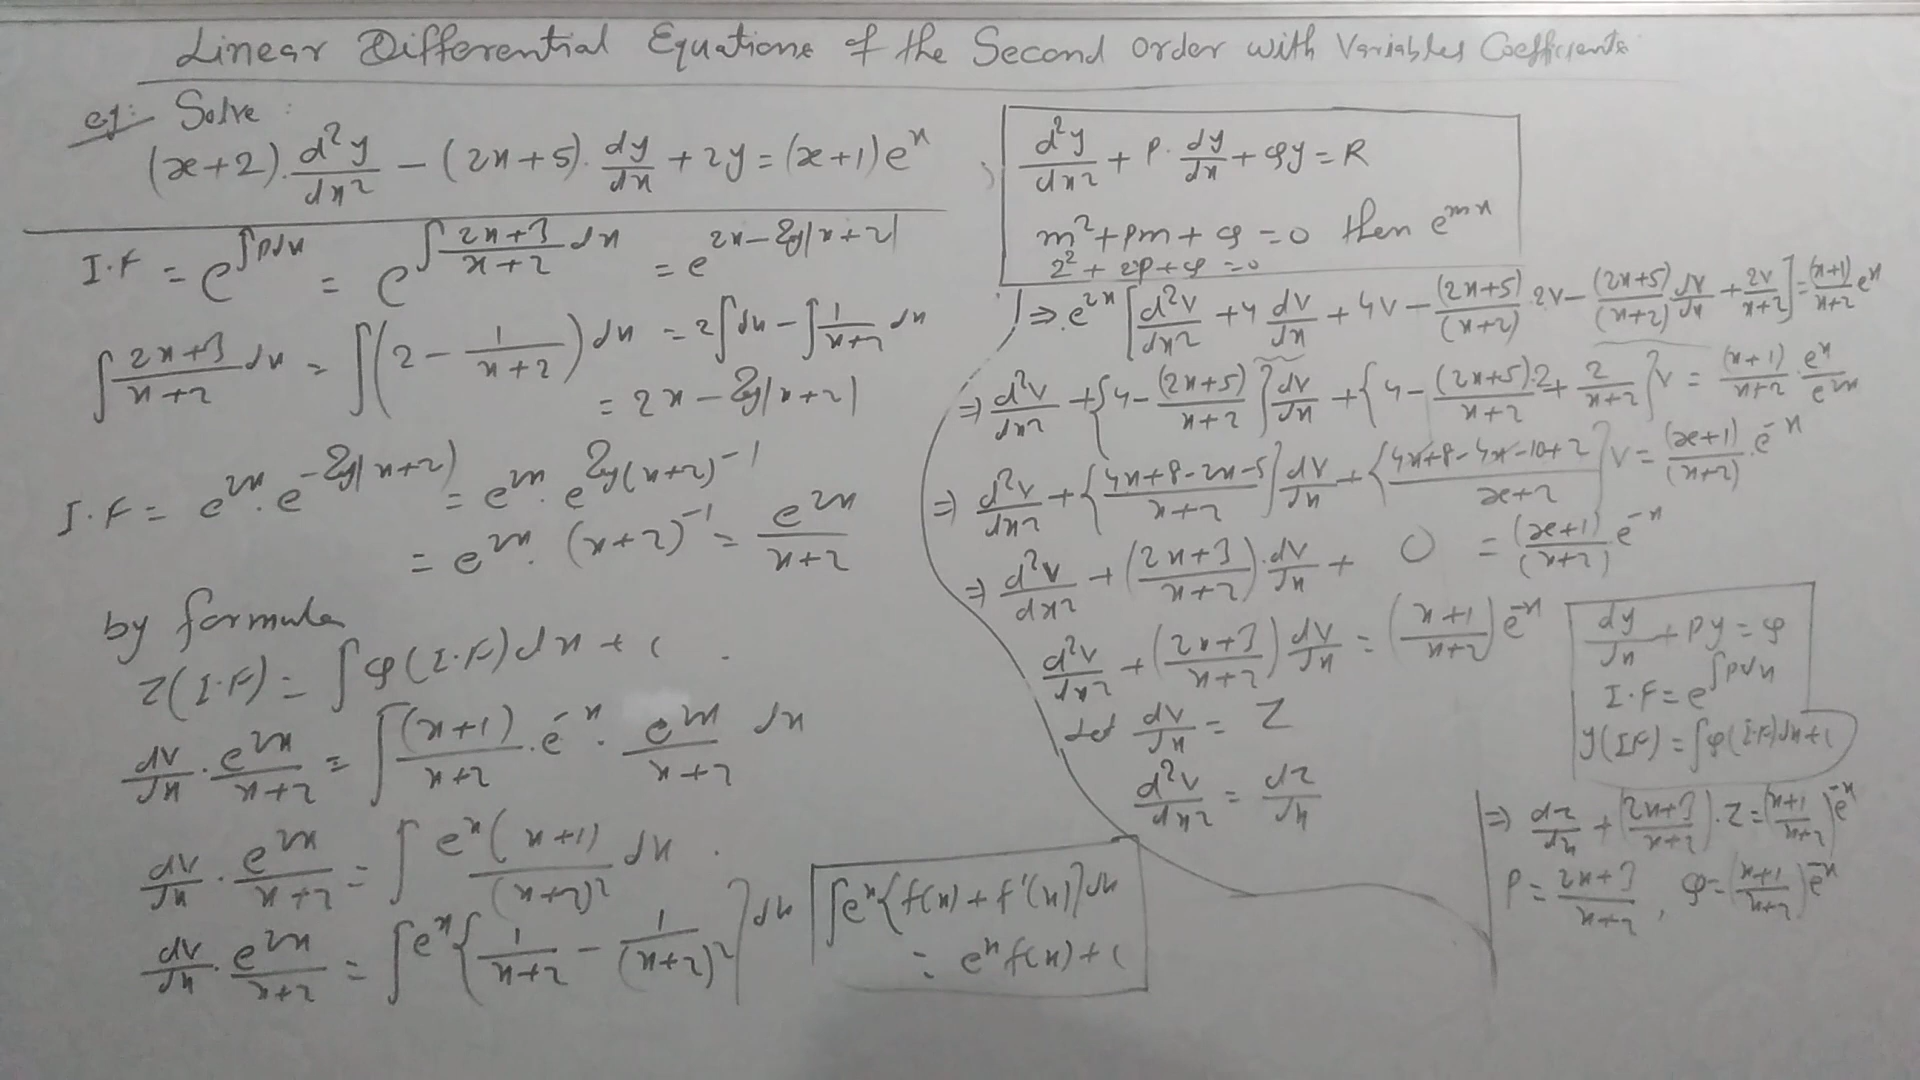 Linear Differential Equations of the Second Order with Variables Coefficients
eg:- Solve:
(x+2).d²y/dx² - (2x+5).dy/dx + 2y = (x+1)e^x
d²y/dx² + P.dy/dx + Qy = R
m² + Pm + Q = 0 then e^mx
2² + 2P + Q = 0
⇒ e^2x [d²v/dx² + 4 dv/dx + 4v - (2x+5)/(x+2) 2v - (2x+5)/(x+2) dv/dx + 2v/x+2] = (x+1)/x+2 e^x
⇒ d²v/dx² + {4 - (2x+5)/x+2} dv/dx + {4 - (2x+5).2/x+2 + 2/x+2} v = (x+1)/x+2 . e^x/e^2x
⇒ d²v/dx² + {4x+8-2x-5/x+2} dv/dx + {4x+8-4x-10+2/x+2} v = (x+1)/(x+2) . e^-x
⇒ d²v/dx² + (2x+3/x+2).dv/dx + 0 = (x+1)/(x+2) . e^-x
d²v/dx² + (2x+3/x+2) dv/dx = (x+1/x+2) e^-x
Let dv/dx = Z
d²v/dx² = dz/dx
dy/dx + Py = Q
I.F = e^∫Pdx
y(I.F) = ∫Q(I.F)dx + c
⇒ dz/dx + (2x+3/x+2).Z = (x+1/x+2) e^-x
P = 2x+3/x+2, Q = (x+1/x+2) e^-x
I.F = e^∫Pdx = e^∫2x+3/x+2 dx = e^2x-log|x+2|
∫2x+3/x+2 dx = ∫(2 - 1/x+2) dx = 2∫dx - ∫1/x+2 dx
= 2x - log|x+2|
I.F = e^2x . e^-log|x+2| = e^2x . e^log(x+2)^-1
= e^2x . (x+2)^-1 = e^2x/x+2
by formula
Z(I.F) = ∫Q(I.F)dx + c
dv/dx . e^2x/x+2 = ∫(x+1)/x+2 . e^-x . e^2x/x+2 dx
dv/dx . e^2x/x+2 = ∫e^x (x+1)/(x+2)² dx
dv/dx . e^2x/x+2 = ∫e^x {1/x+2 - 1/(x+2)²} dx
∫e^x {f(x) + f'(x)} dx
= e^x f(x) + c